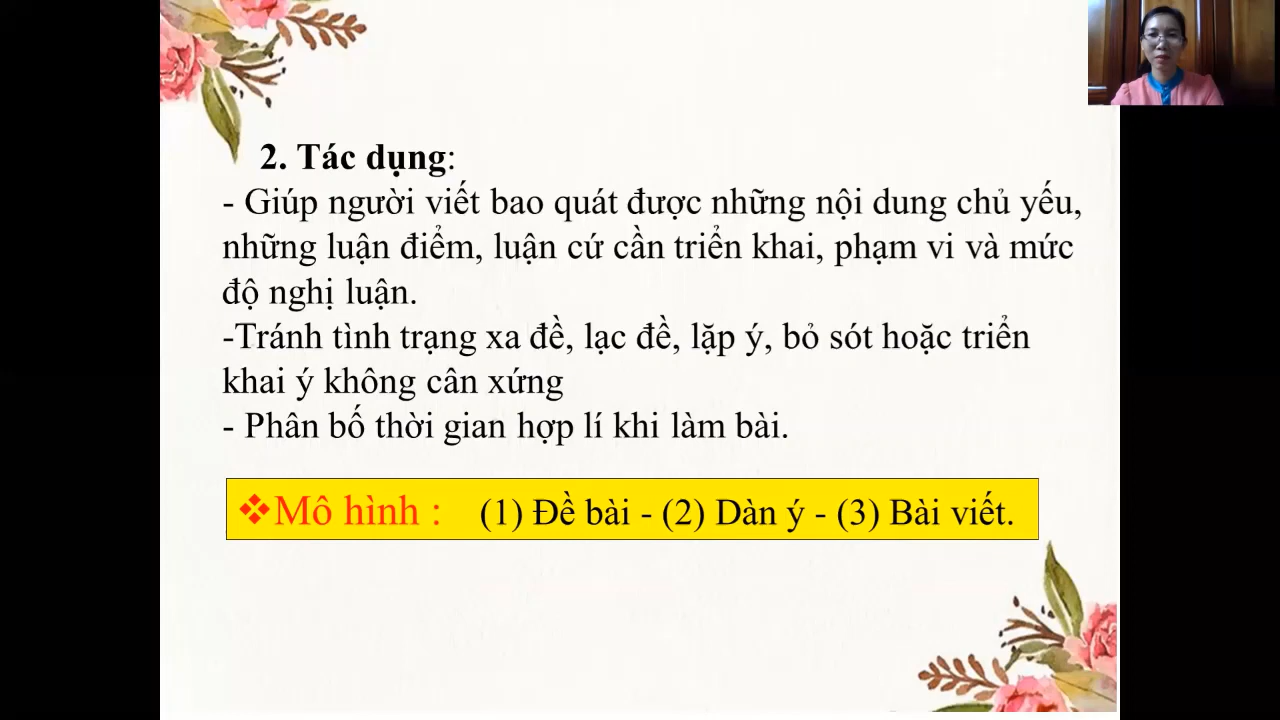 2. Tác dụng:
- Giúp người viết bao quát được những nội dung chủ yếu,
những luận điểm, luận cứ cần triển khai, phạm vi và mức
độ nghị luận.
-Tránh tình trạng xa đề, lạc đề, lặp ý, bỏ sót hoặc triển
khai ý không cân xứng
- Phân bố thời gian hợp lí khi làm bài.
❖Mô hình : (1) Đề bài - (2) Dàn ý - (3) Bài viết.